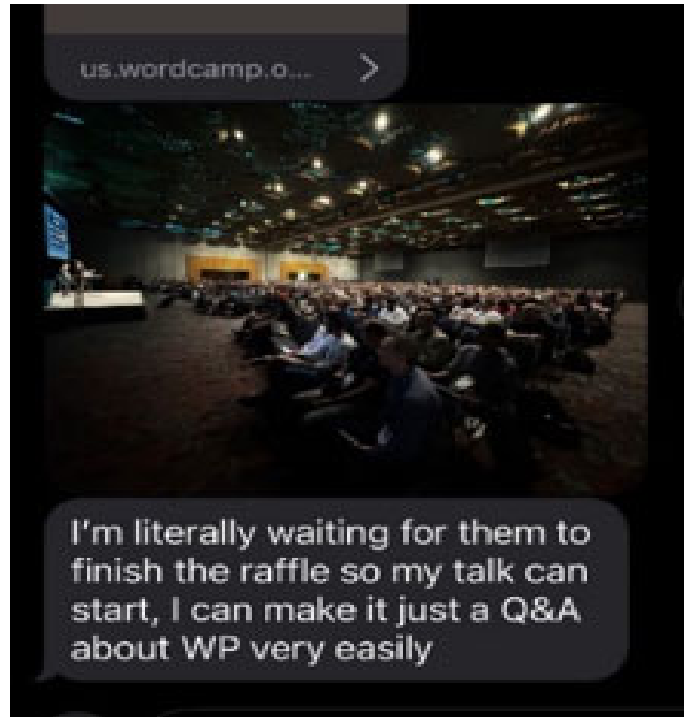 us.wordcamp.o...
I'm literally waiting for them to
finish the raffle so my talk can
start, I can make it just a Q&A
about WP very easily